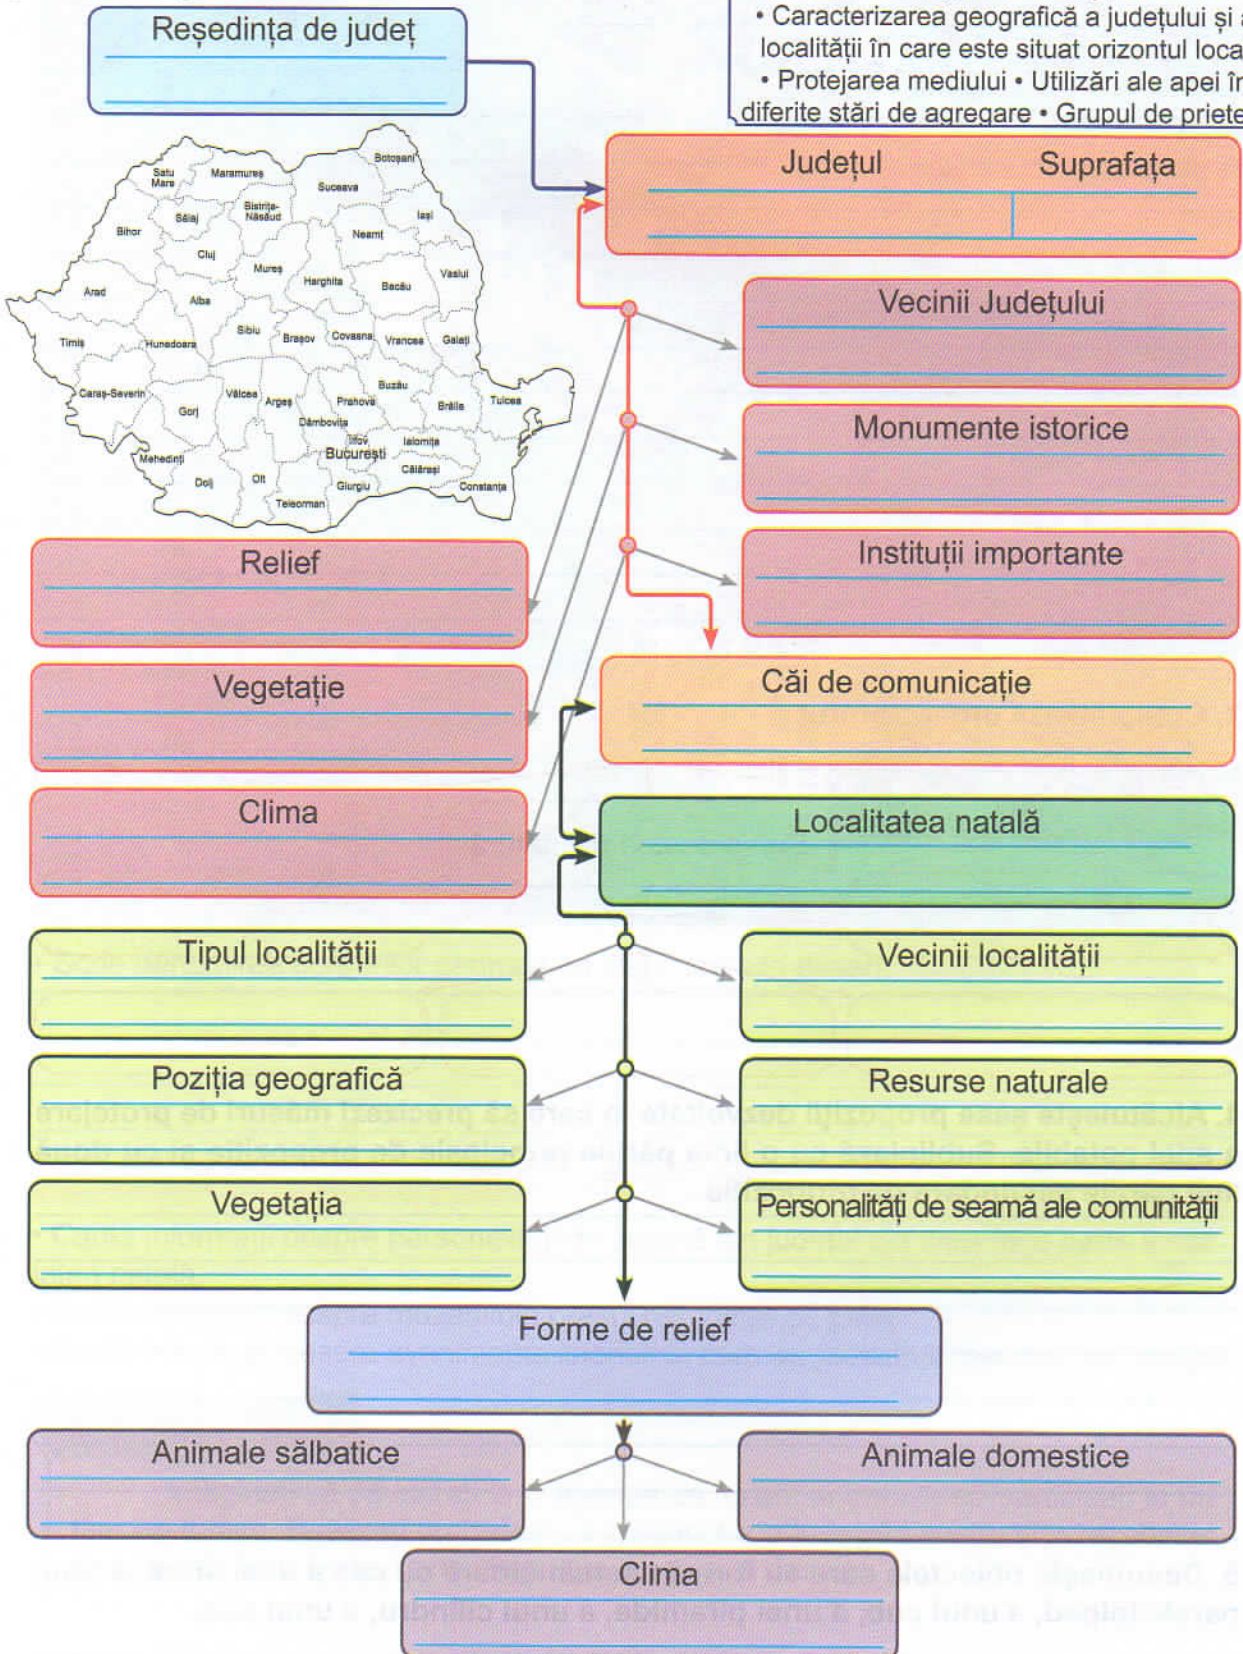 Reședința de județ
• Caracterizarea geografică a județului și a
localității în care este situat orizontul loca
• Protejarea mediului • Utilizări ale apei în
diferite stări de agregare • Grupul de priete
Județul Suprafața
Botoșani
Satu
Mare
Maramureș
Suceava
Bistrița-
Năsăud
Sălaj
Iași
Bihor
Neamț
Cluj
Mureș
Harghita
Bacău
Vaslui
Arad
Alba
Timiș
Hunedoara
Sibiu
Brașov
Covasna
Vrancea
Galați
Caraș-Severin
Gorj
Vâlcea
Argeș
Prahova
Buzău
Brăila
Tulcea
Dâmbovița
Ilfov
București
Ialomița
Mehedinți
Dolj
Olt
Teleorman
Giurgiu
Călărași
Constanța
Vecinii Județului
Monumente istorice
Instituții importante
Relief
Vegetație
Clima
Căi de comunicație
Localitatea natală
Tipul localității
Vecinii localității
Poziția geografică
Resurse naturale
Vegetația
Personalități de seamă ale comunității
Forme de relief
Animale sălbatice
Animale domestice
Clima